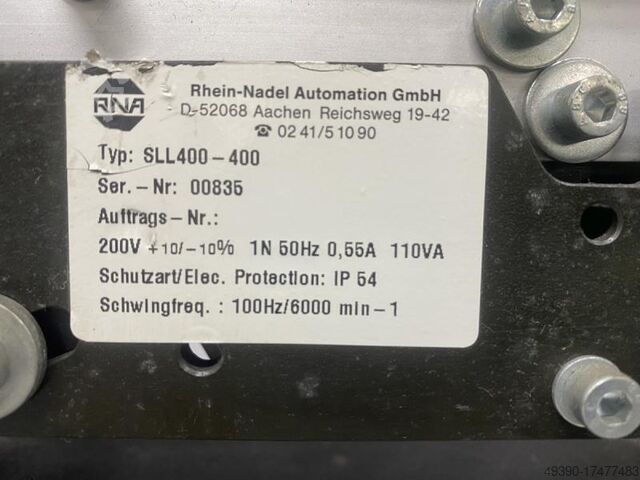 RNA
Rhein-Nadel Automation GmbH
D-52068 Aachen Reichsweg 19-42
☎ 02 41/5 10 90
Typ: SLL400-400
Ser.-Nr: 00835
Auftrags-Nr.:
200V +10/-10% 1N 50Hz 0,55A 110VA
Schutzart/Elec. Protection: IP 54
Schwingfreq. : 100Hz/6000 min-1
49390-17477483